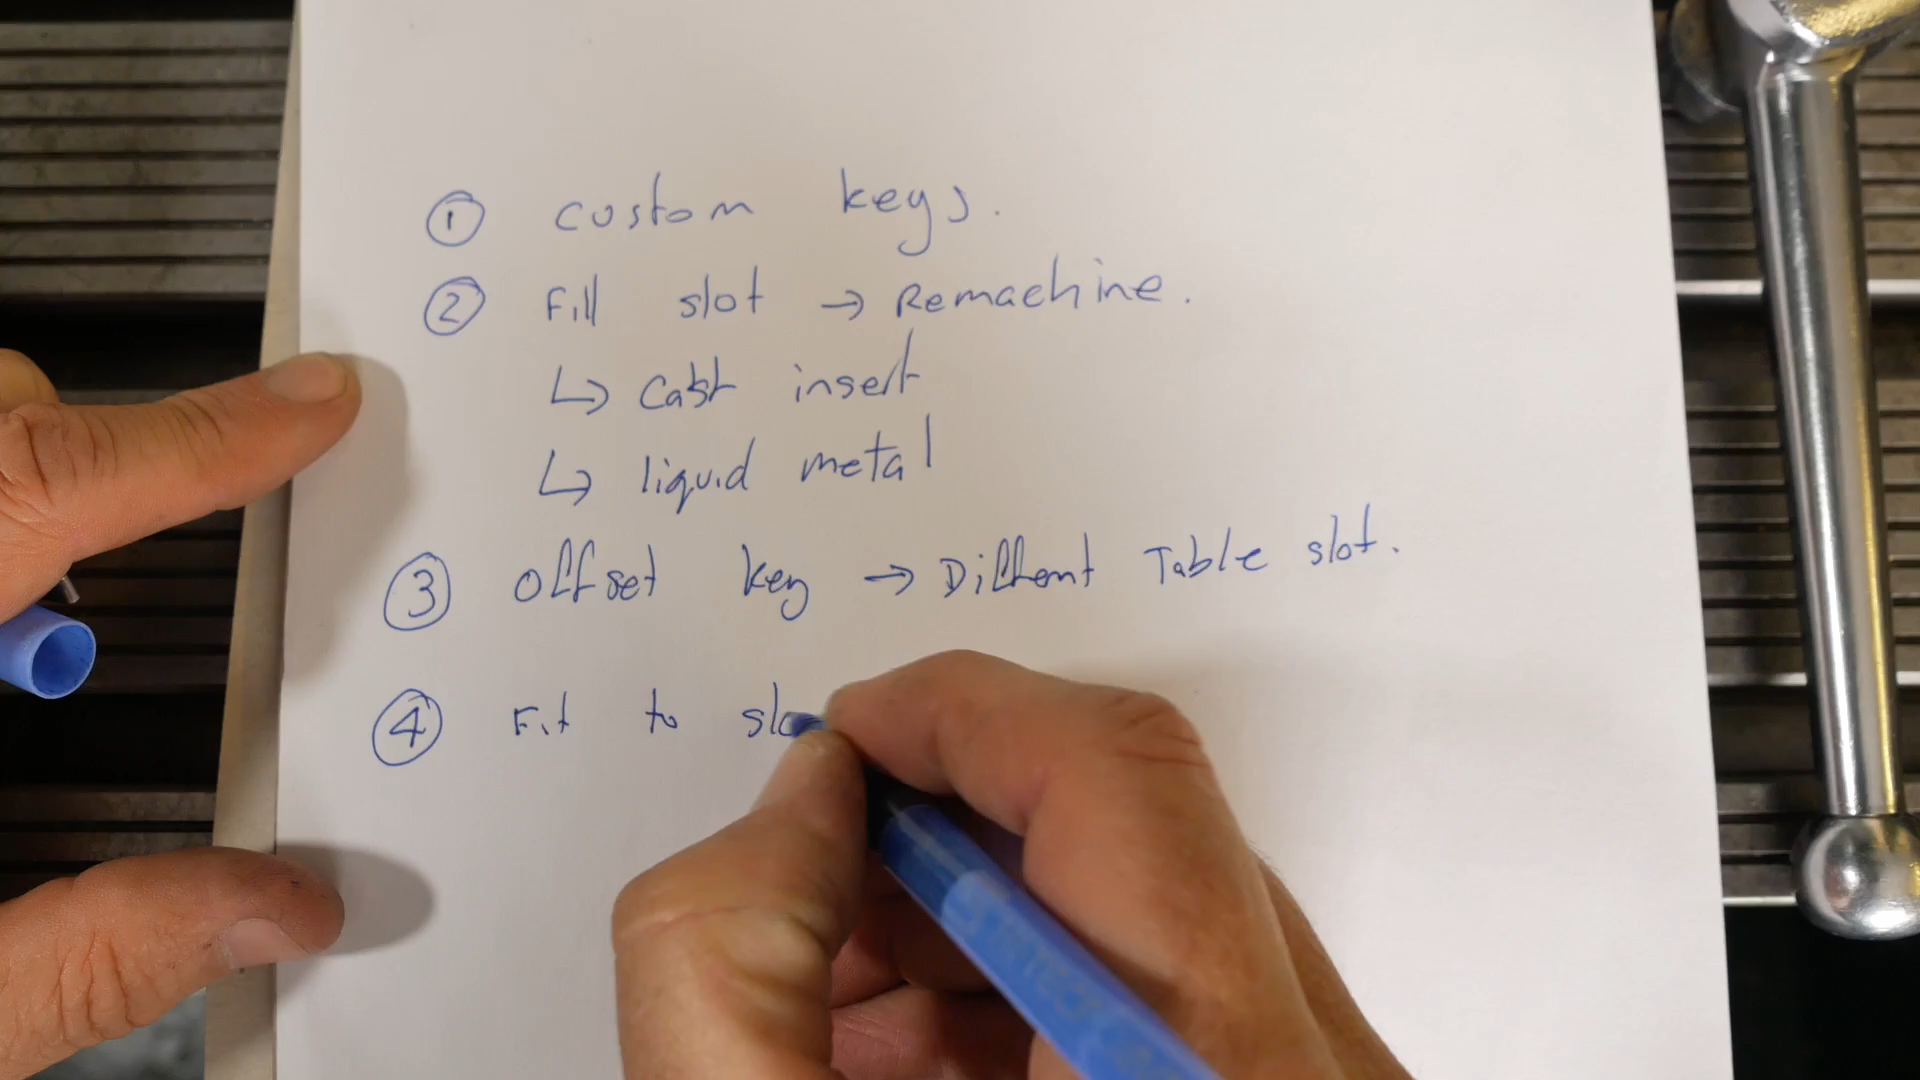 ① custom keys.
② Fill slot → Remachine.
↳ Cast insert
↳ liquid metal
③ Offset key → Different Table slot.
④ Fit to slo